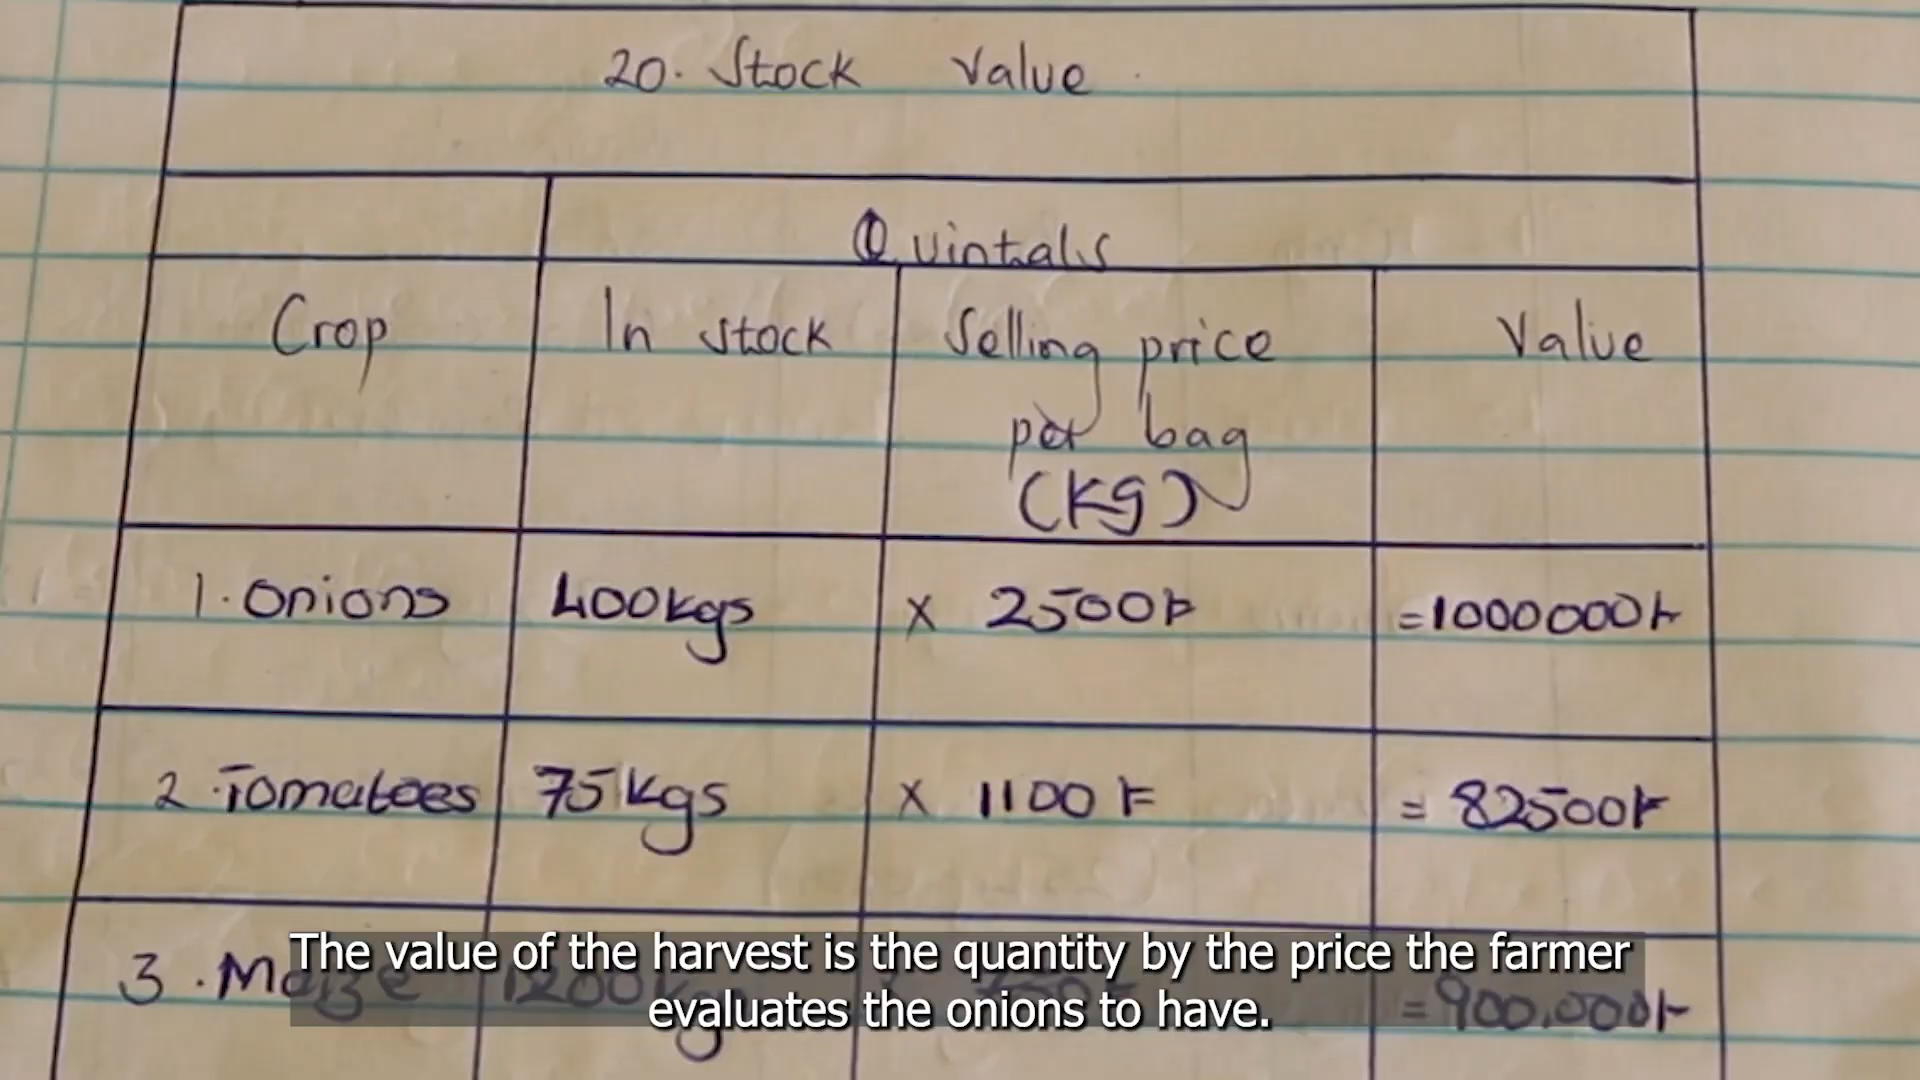 20. Stock Value
Quintals
Crop In stock Selling price Value
per bag
(Kg)
1. Onions 400kgs x 2500F =1000000F
2. Tomatoes 75kgs x 1100F = 82500F
3. Maize 1200kgs = 900,000F
The value of the harvest is the quantity by the price the farmer
evaluates the onions to have.